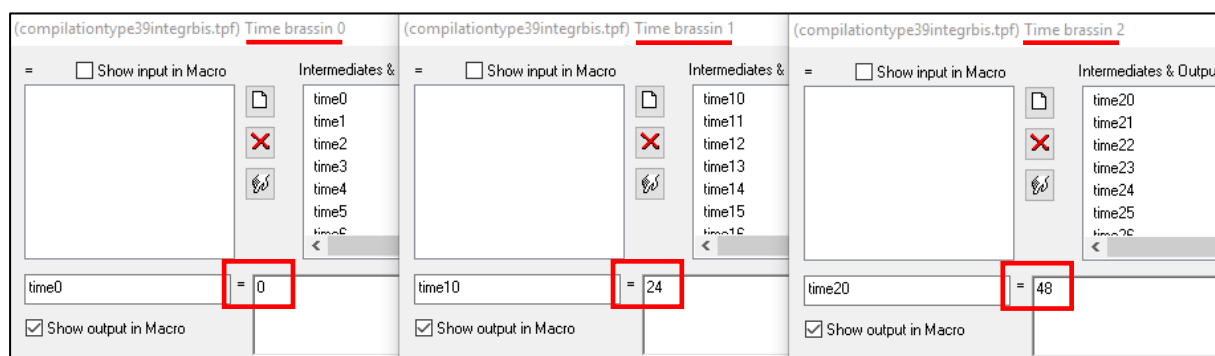 (compilationtype39integrbis.tpf) Time brassin 0
= Show input in Macro Intermediates &
time0
time1
time2
time3
time4
time5
time0 = 0
Show output in Macro
(compilationtype39integrbis.tpf) Time brassin 1
= Show input in Macro Intermediates &
time10
time11
time12
time13
time14
time15
time10 = 24
Show output in Macro
(compilationtype39integrbis.tpf) Time brassin 2
= Show input in Macro Intermediates & Outpu
time20
time21
time22
time23
time24
time25
time20 = 48
Show output in Macro